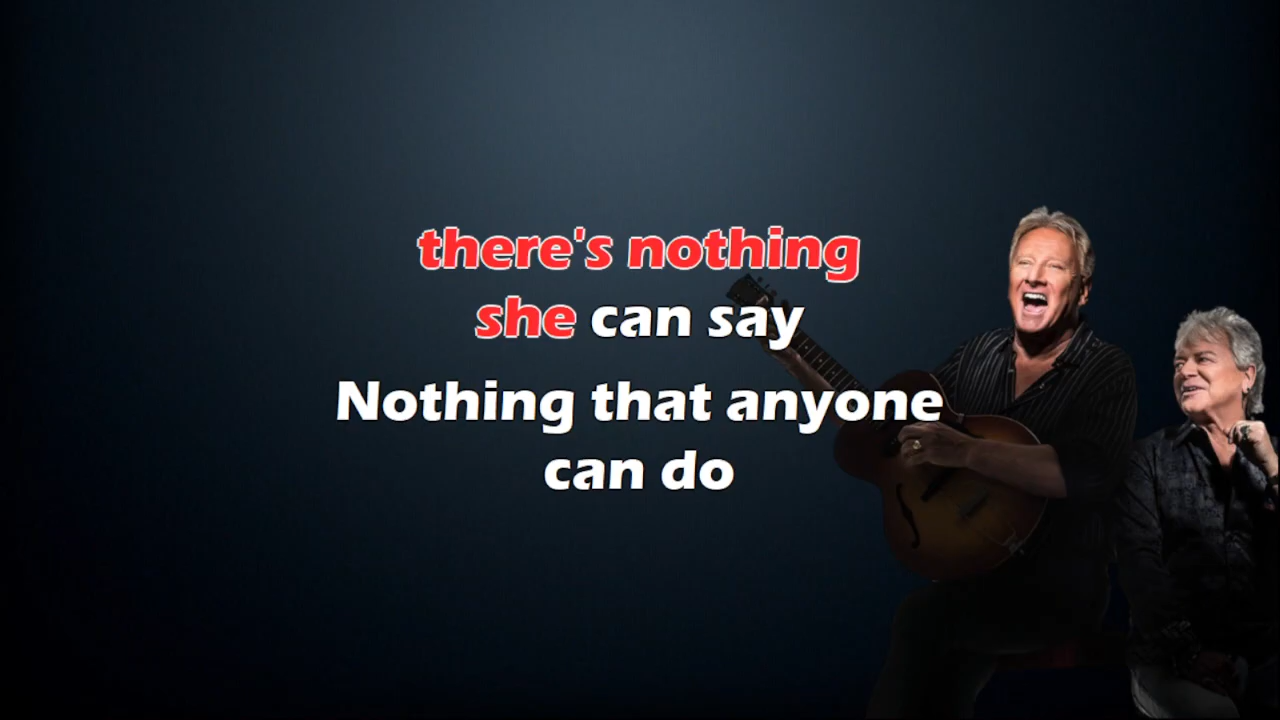 there's nothing
she can say
Nothing that anyone
can do